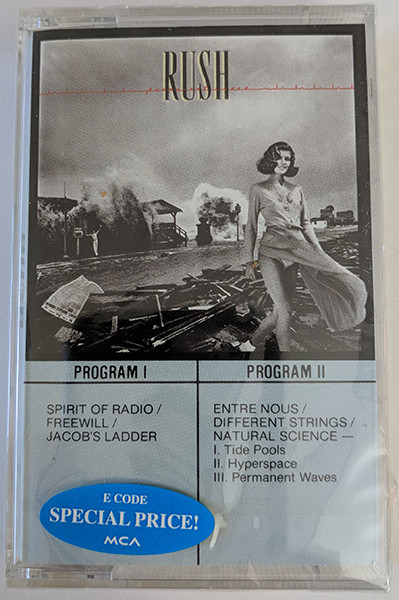 RUSH
PROGRAM I
SPIRIT OF RADIO /
FREEWILL /
JACOB'S LADDER
PROGRAM II
ENTRE NOUS /
DIFFERENT STRINGS /
NATURAL SCIENCE —
I. Tide Pools
II. Hyperspace
III. Permanent Waves
E CODE
SPECIAL PRICE!
MCA